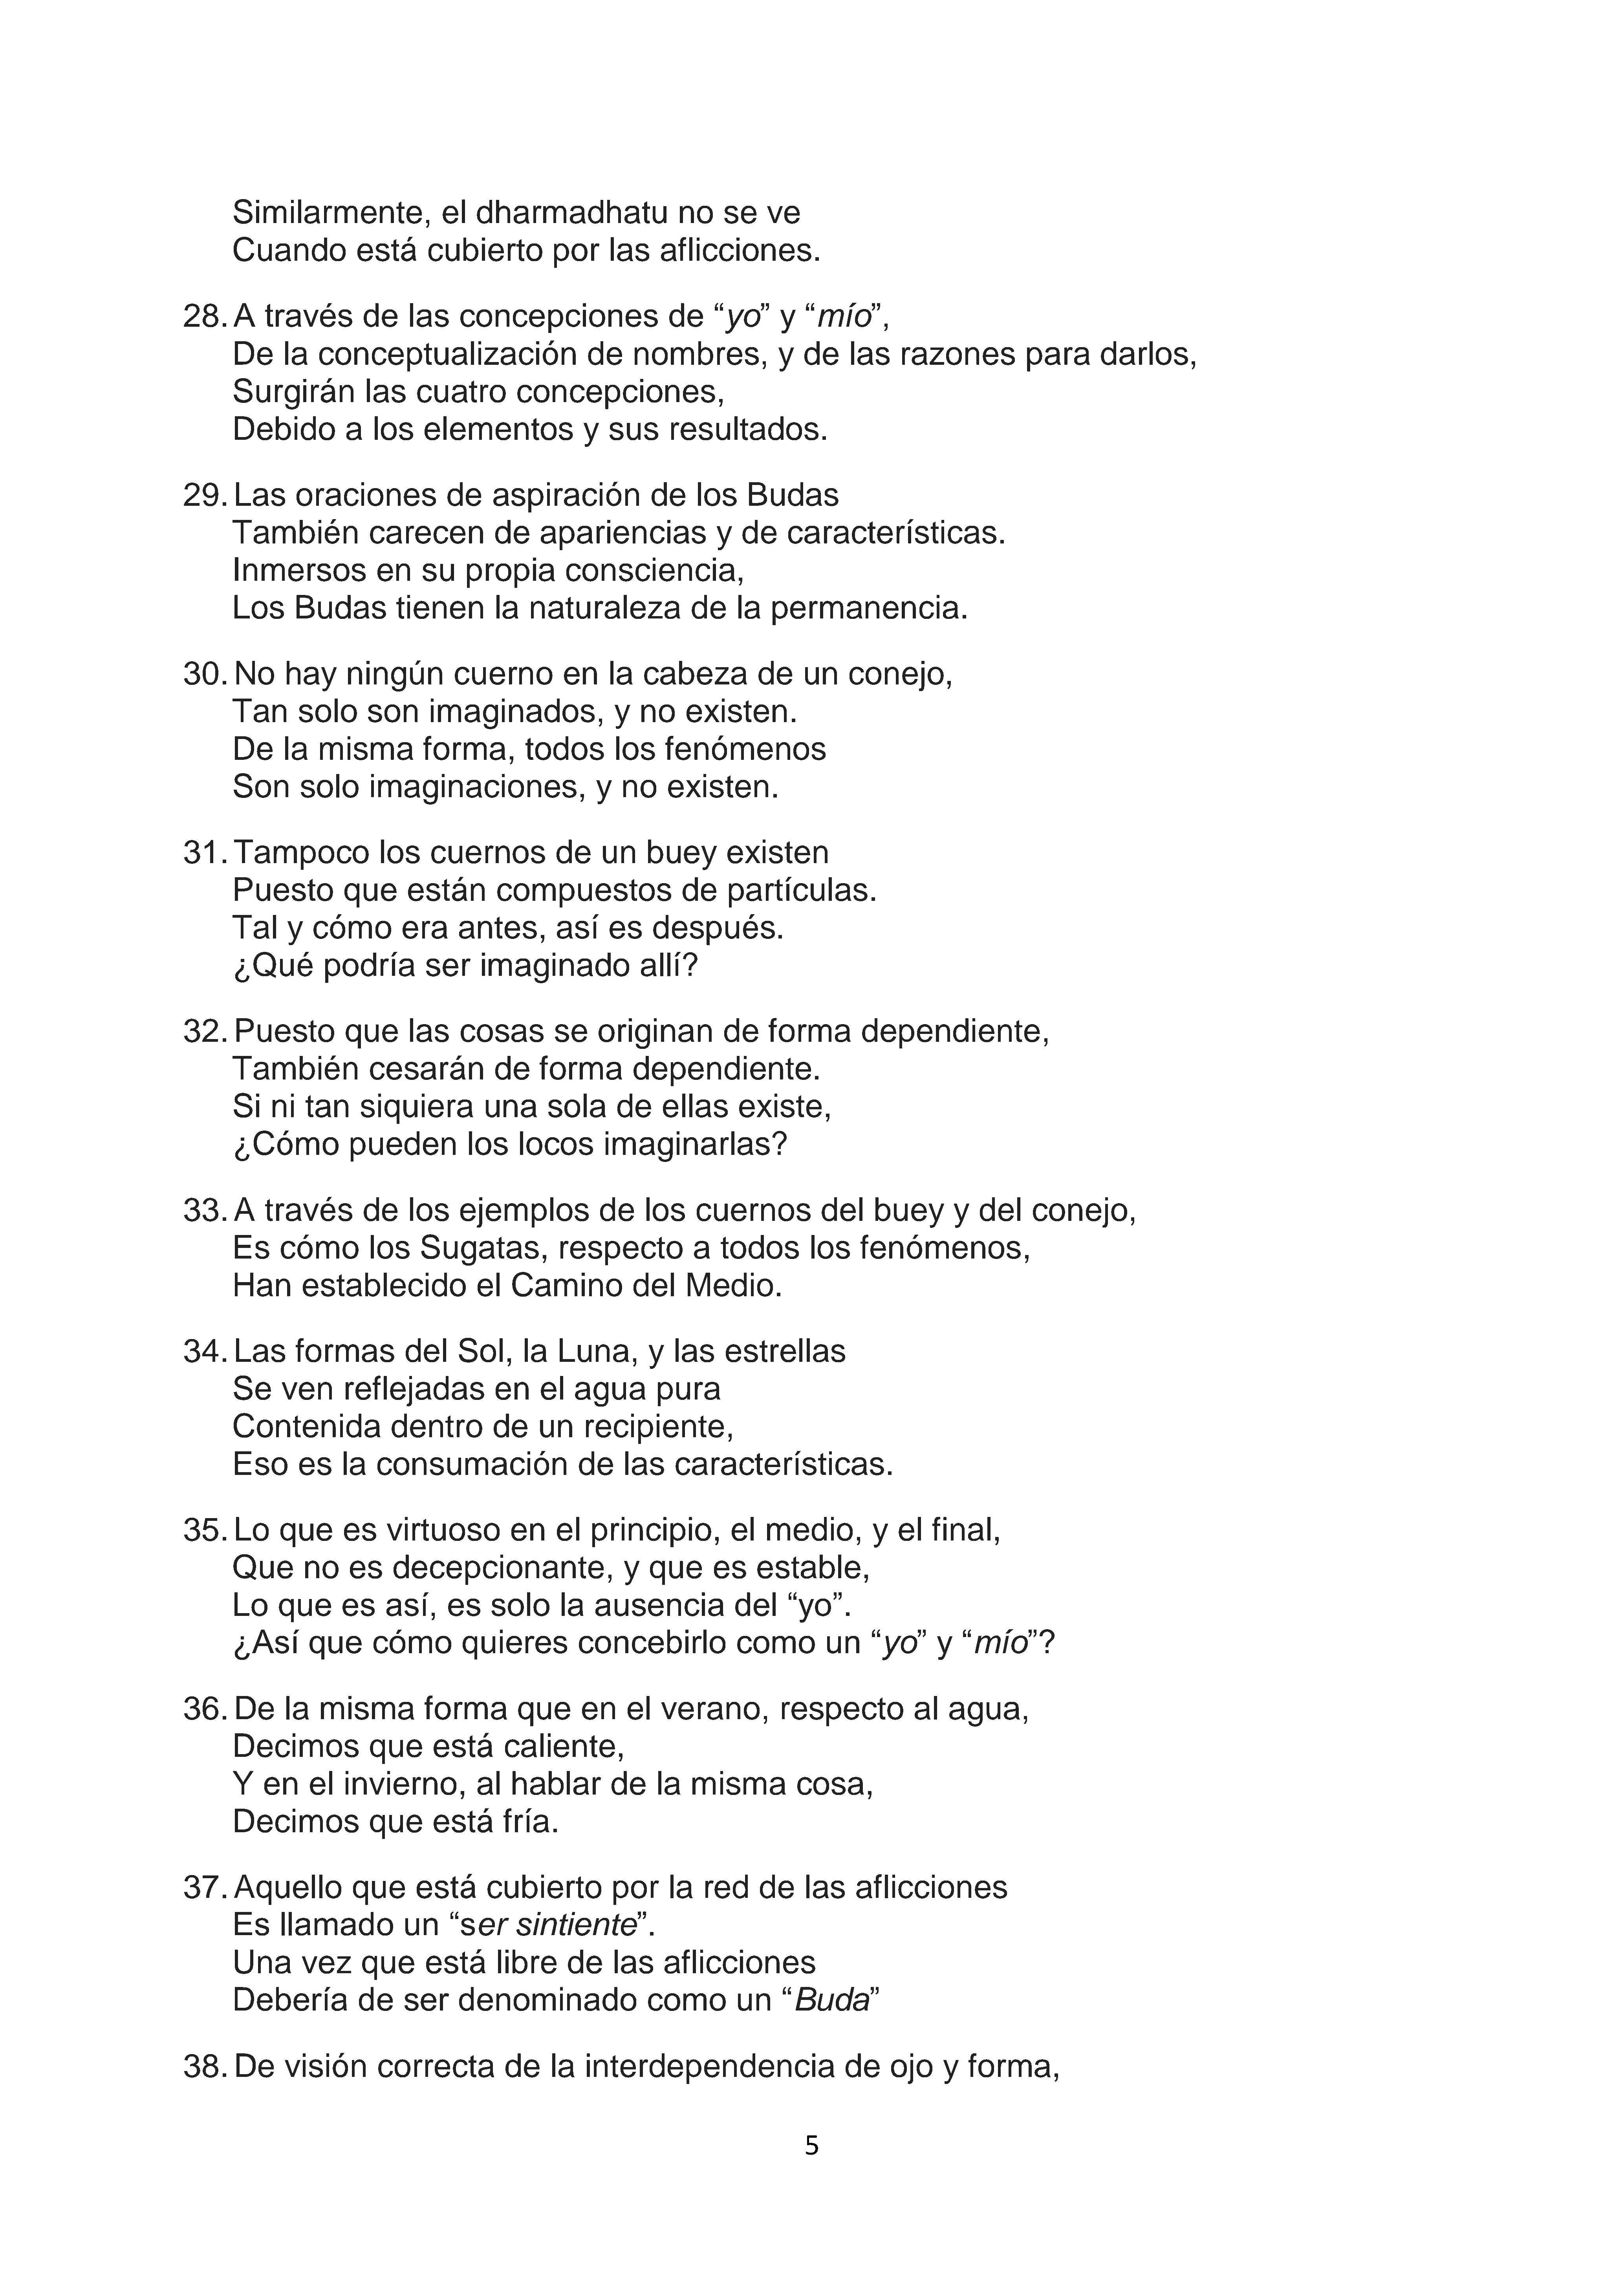 Similarmente, el dharmadhatu no se ve
Cuando está cubierto por las aflicciones.
28. A través de las concepciones de “yo” y “mío”,
De la conceptualización de nombres, y de las razones para darlos,
Surgirán las cuatro concepciones,
Debido a los elementos y sus resultados.
29. Las oraciones de aspiración de los Budas
También carecen de apariencias y de características.
Inmersos en su propia consciencia,
Los Budas tienen la naturaleza de la permanencia.
30. No hay ningún cuerno en la cabeza de un conejo,
Tan solo son imaginados, y no existen.
De la misma forma, todos los fenómenos
Son solo imaginaciones, y no existen.
31. Tampoco los cuernos de un buey existen
Puesto que están compuestos de partículas.
Tal y cómo era antes, así es después.
¿Qué podría ser imaginado allí?
32. Puesto que las cosas se originan de forma dependiente,
También cesarán de forma dependiente.
Si ni tan siquiera una sola de ellas existe,
¿Cómo pueden los locos imaginarlas?
33. A través de los ejemplos de los cuernos del buey y del conejo,
Es cómo los Sugatas, respecto a todos los fenómenos,
Han establecido el Camino del Medio.
34. Las formas del Sol, la Luna, y las estrellas
Se ven reflejadas en el agua pura
Contenida dentro de un recipiente,
Eso es la consumación de las características.
35. Lo que es virtuoso en el principio, el medio, y el final,
Que no es decepcionante, y que es estable,
Lo que es así, es solo la ausencia del “yo”.
¿Así que cómo quieres concebirlo como un “yo” y “mío”?
36. De la misma forma que en el verano, respecto al agua,
Decimos que está caliente,
Y en el invierno, al hablar de la misma cosa,
Decimos que está fría.
37. Aquello que está cubierto por la red de las aflicciones
Es llamado un “ser sintiente”.
Una vez que está libre de las aflicciones
Debería de ser denominado como un “Buda”
38. De visión correcta de la interdependencia de ojo y forma,
5